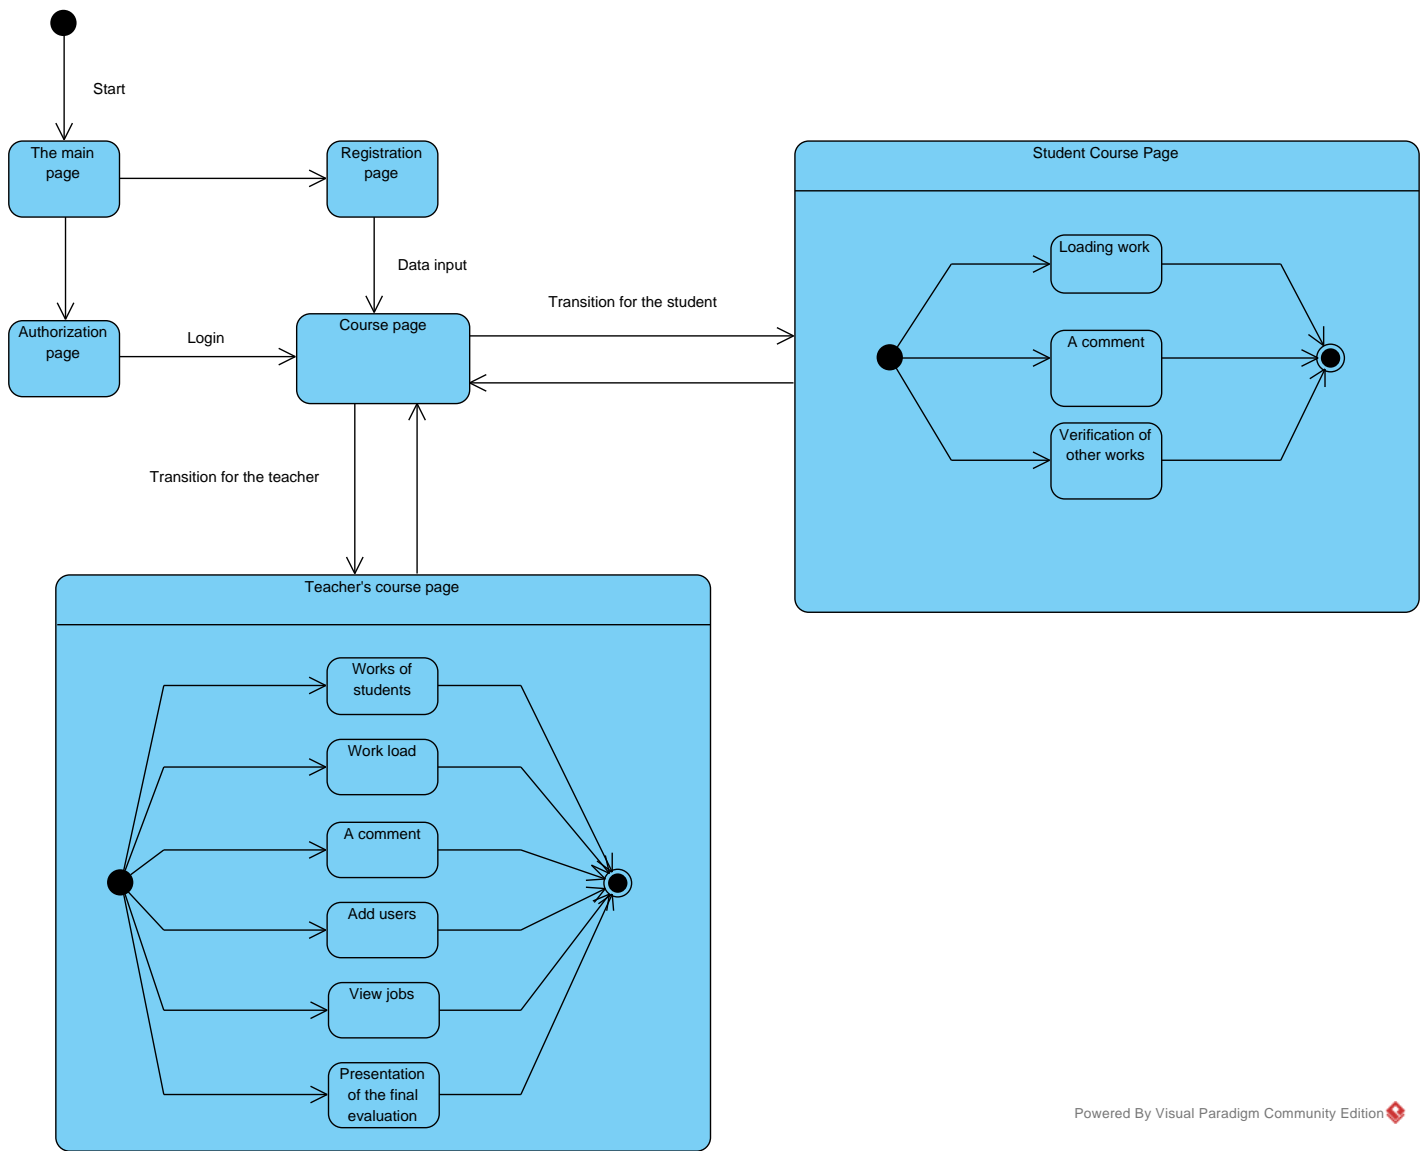 Start
The main
page
Registration
page
Student Course Page
Loading work
Data input
Transition for the student
Authorization
page
Login
Course page
A comment
Verification of
other works
Transition for the teacher
Teacher's course page
Works of
students
Work load
A comment
Add users
View jobs
Presentation
of the final
evaluation
Powered By Visual Paradigm Community Edition